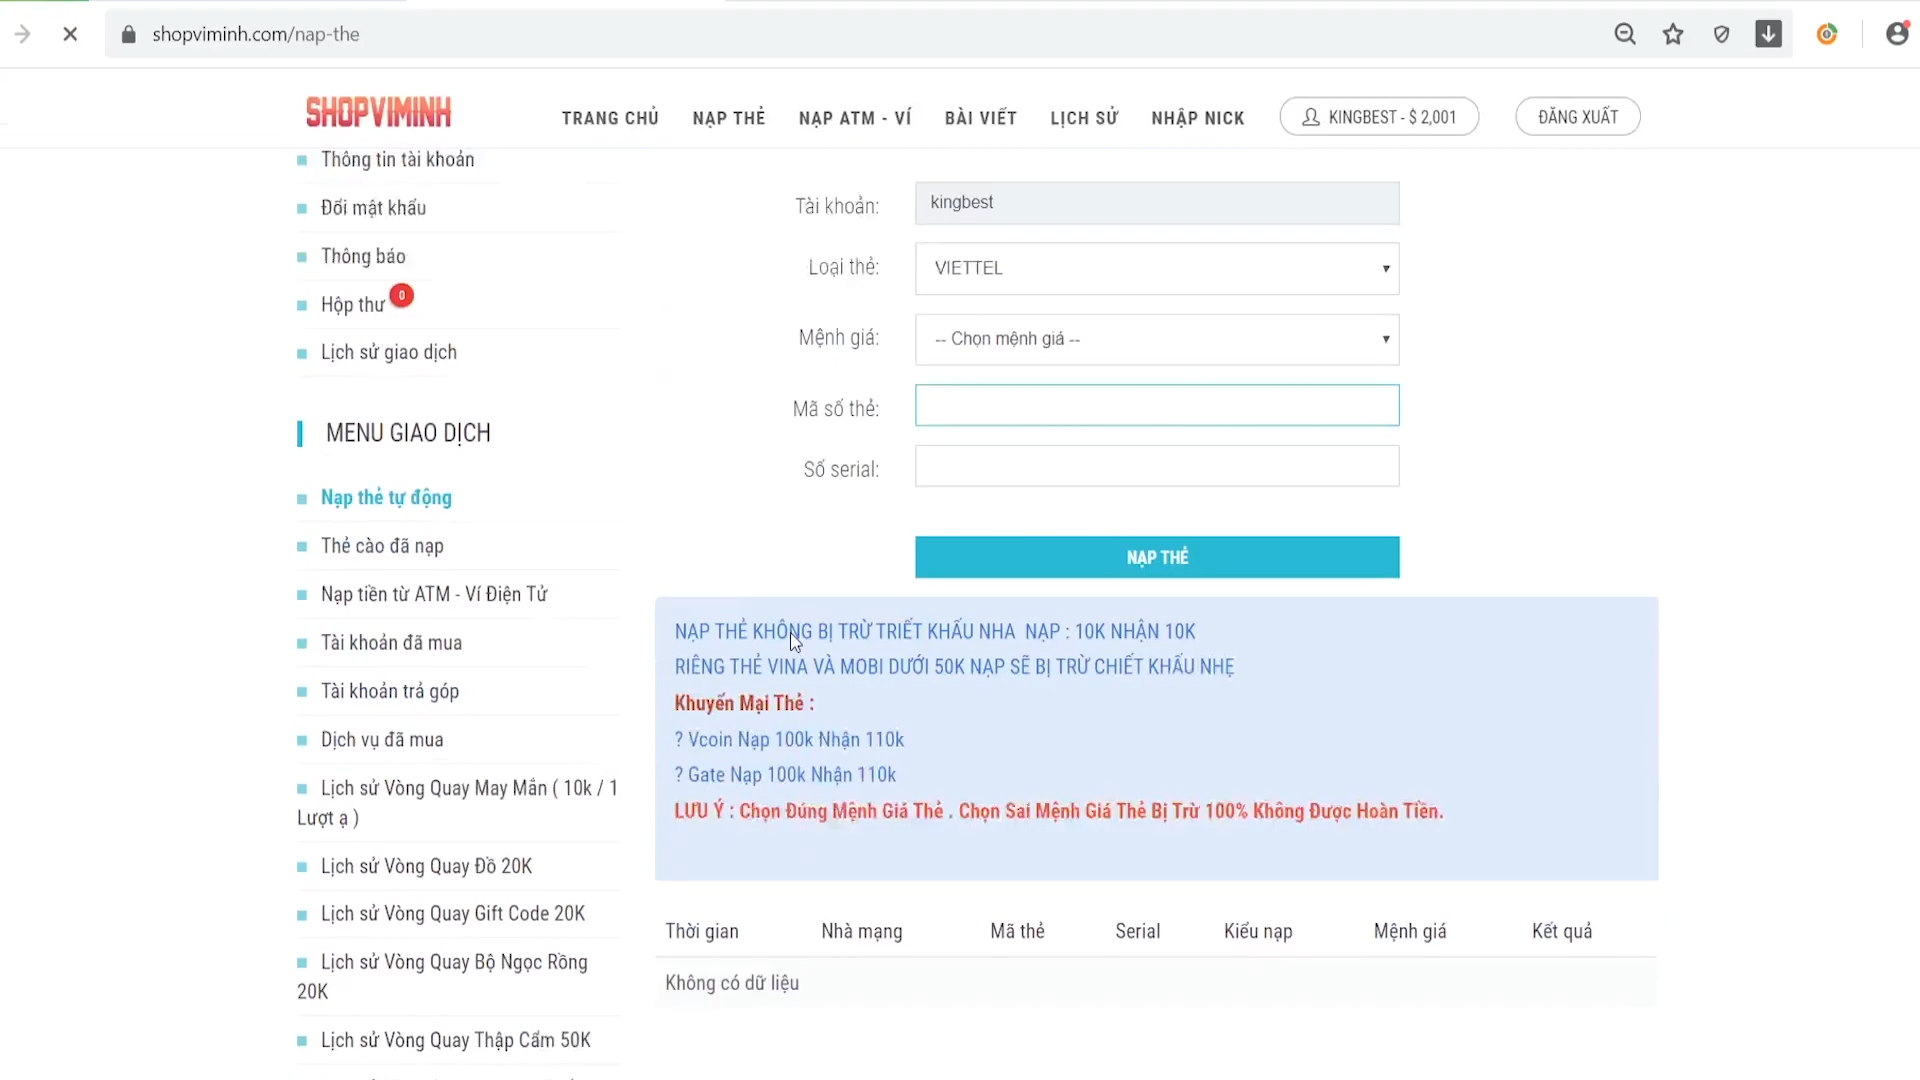 shopviminh.com/nap-the
SHOPVIMINH
TRANG CHỦ
NẠP THẺ
NẠP ATM - VÍ
BÀI VIẾT
LỊCH SỬ
NHẬP NICK
KINGBEST - $ 2,001
ĐĂNG XUẤT
Thông tin tài khoản
Đổi mật khẩu
Thông báo
Hộp thư 0
Lịch sử giao dịch
MENU GIAO DỊCH
Nạp thẻ tự động
Thẻ cào đã nạp
Nạp tiền từ ATM - Ví Điện Tử
Tài khoản đã mua
Tài khoản trả góp
Dịch vụ đã mua
Lịch sử Vòng Quay May Mắn ( 10k / 1
Lượt ạ )
Lịch sử Vòng Quay Đồ 20K
Lịch sử Vòng Quay Gift Code 20K
Lịch sử Vòng Quay Bộ Ngọc Rồng
20K
Lịch sử Vòng Quay Thập Cẩm 50K
Tài khoản: kingbest
Loại thẻ: VIETTEL
Mệnh giá: -- Chọn mệnh giá --
Mã số thẻ:
Số serial:
NẠP THẺ
NẠP THẺ KHÔNG BỊ TRỪ TRIẾT KHẤU NHA NẠP : 10K NHẬN 10K
RIÊNG THẺ VINA VÀ MOBI DƯỚI 50K NẠP SẼ BỊ TRỪ CHIẾT KHẤU NHẸ
Khuyến Mại Thẻ :
? Vcoin Nạp 100k Nhận 110k
? Gate Nạp 100k Nhận 110k
LƯU Ý : Chọn Đúng Mệnh Giá Thẻ . Chọn Sai Mệnh Giá Thẻ Bị Trừ 100% Không Được Hoàn Tiền.
Thời gian Nhà mạng Mã thẻ Serial Kiểu nạp Mệnh giá Kết quả
Không có dữ liệu